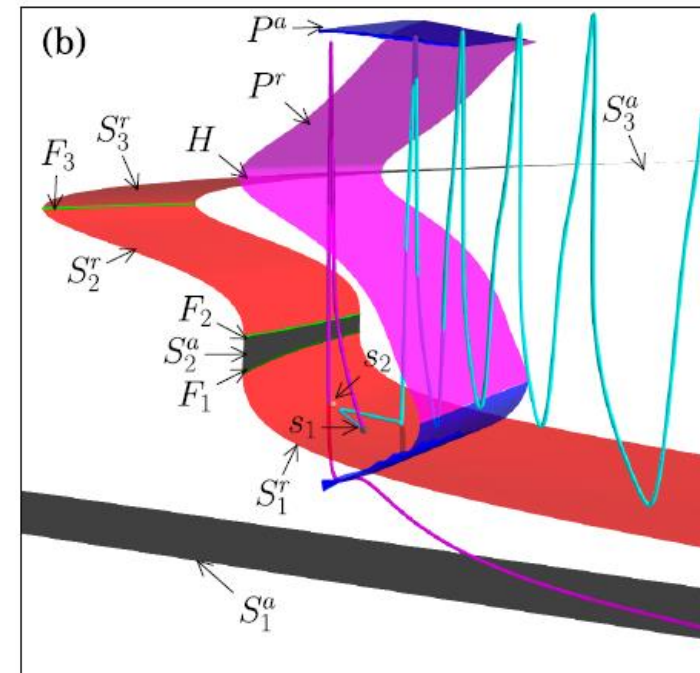 (b)
P^a
P^r
S_3^r
H
S_3^a
F_3
S_2^r
F_2
S_2^a
F_1
s_2
s_1
S_1^r
S_1^a